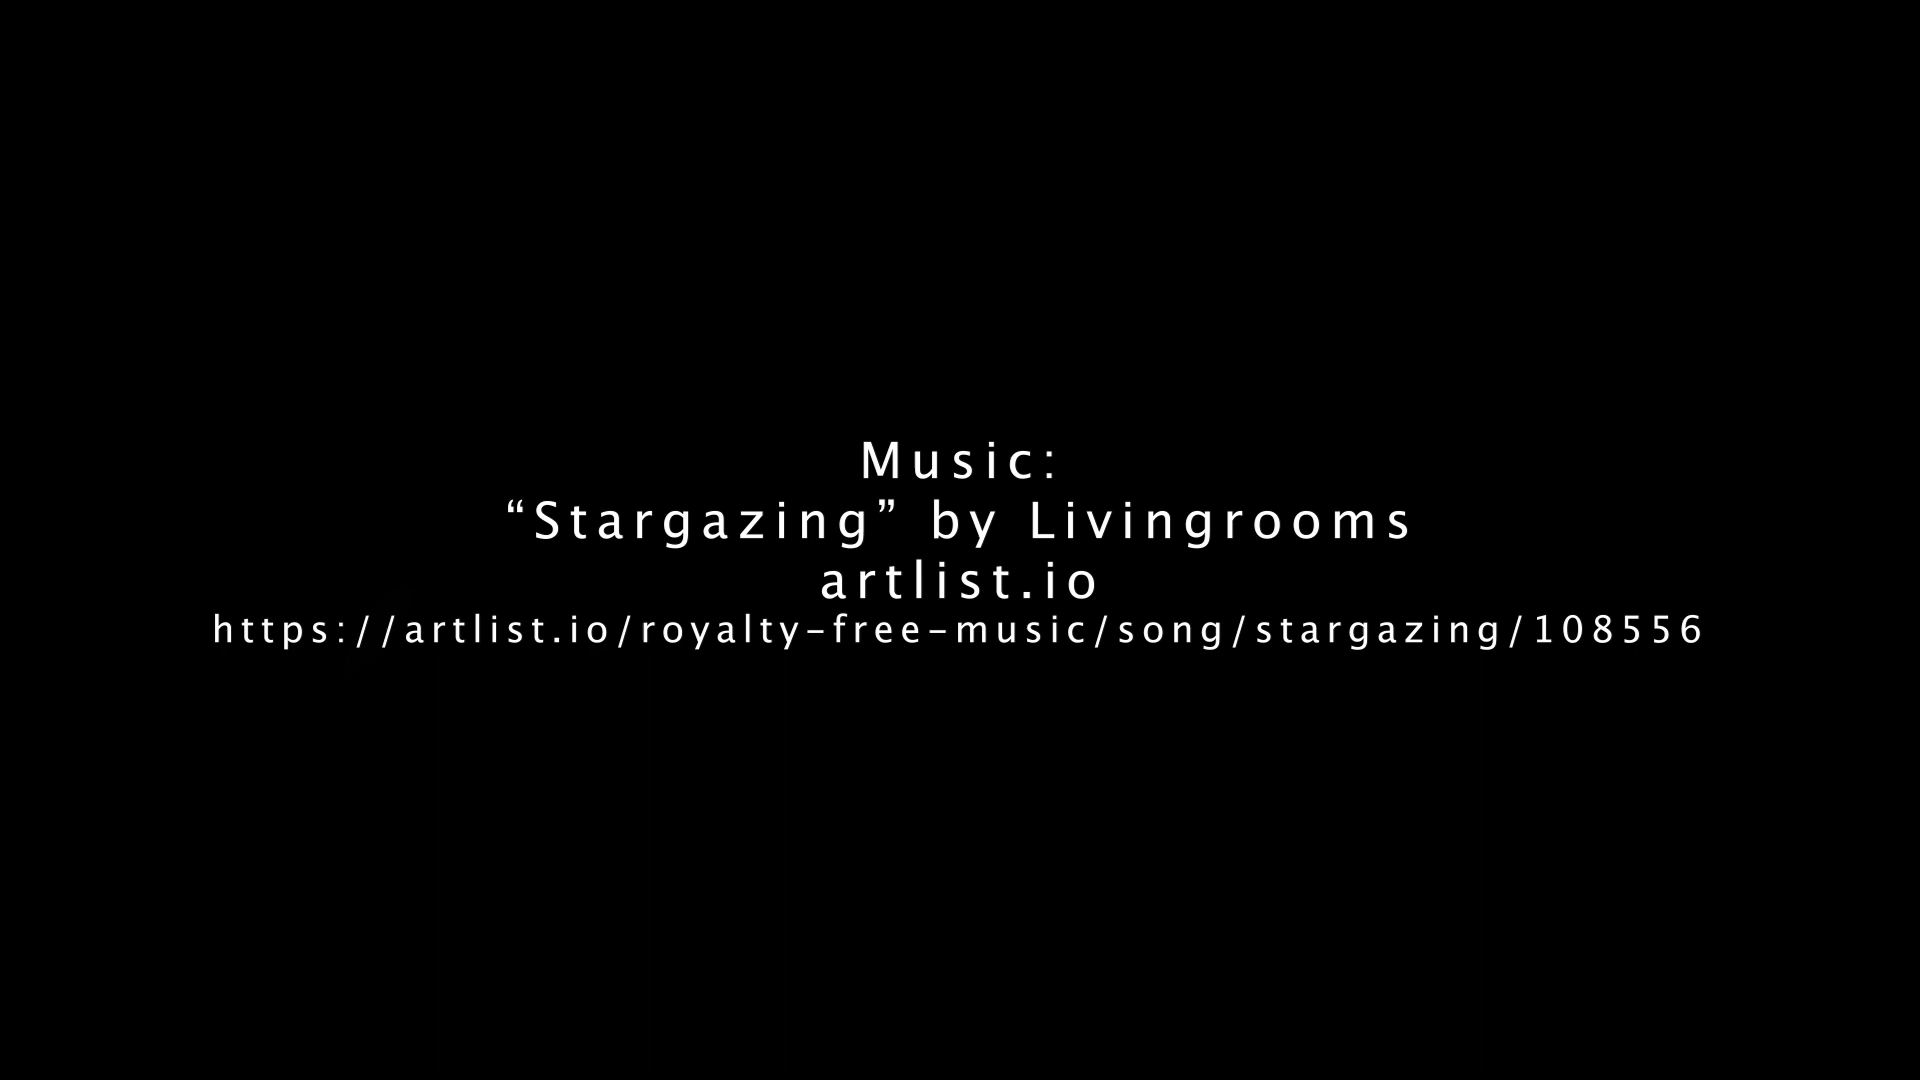 Music:
“Stargazing” by Livingrooms
artlist.io
https://artlist.io/royalty-free-music/song/stargazing/108556